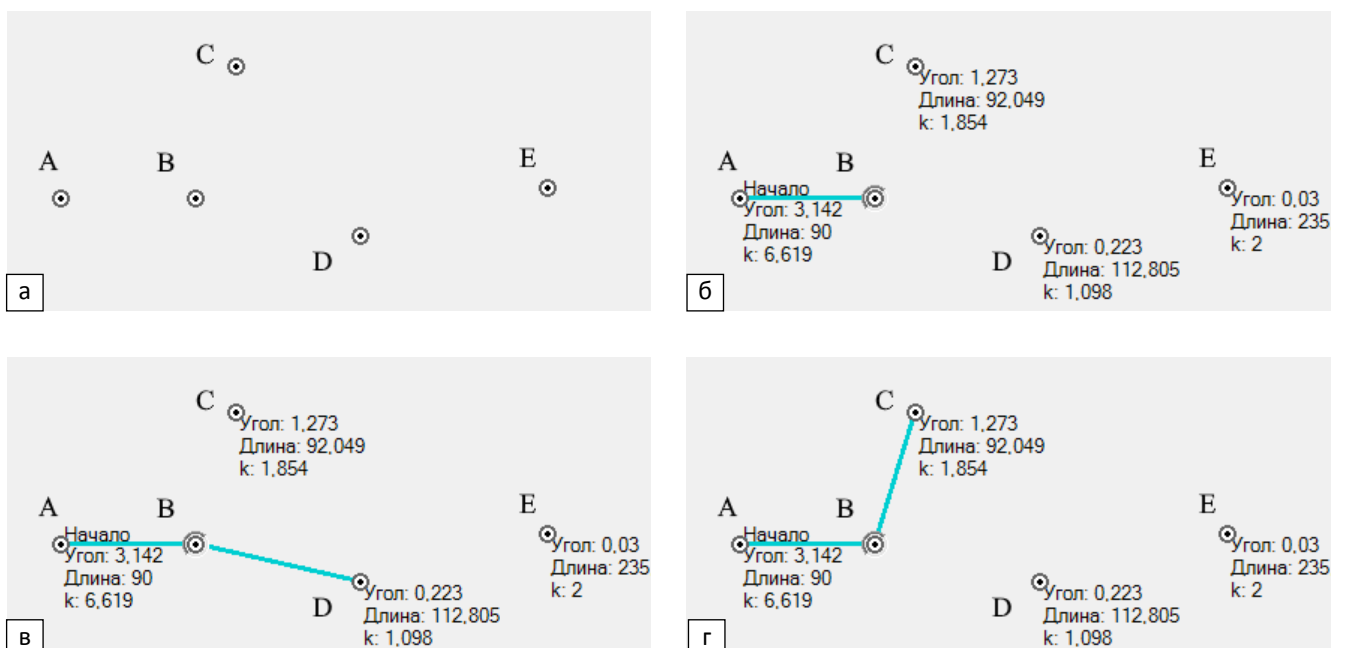 C
A
B
E
D
а
C
Угол: 1,273
Длина: 92,049
k: 1,854
A
B
E
Начало
Угол: 3,142
Длина: 90
k: 6,619
Угол: 0,03
Длина: 235
k: 2
D
Угол: 0,223
Длина: 112,805
k: 1,098
б
C
Угол: 1,273
Длина: 92,049
k: 1,854
A
B
E
Начало
Угол: 3,142
Длина: 90
k: 6,619
Угол: 0,03
Длина: 235
k: 2
D
Угол: 0,223
Длина: 112,805
k: 1,098
в
C
Угол: 1,273
Длина: 92,049
k: 1,854
A
B
E
Начало
Угол: 3,142
Длина: 90
k: 6,619
Угол: 0,03
Длина: 235
k: 2
D
Угол: 0,223
Длина: 112,805
k: 1,098
г